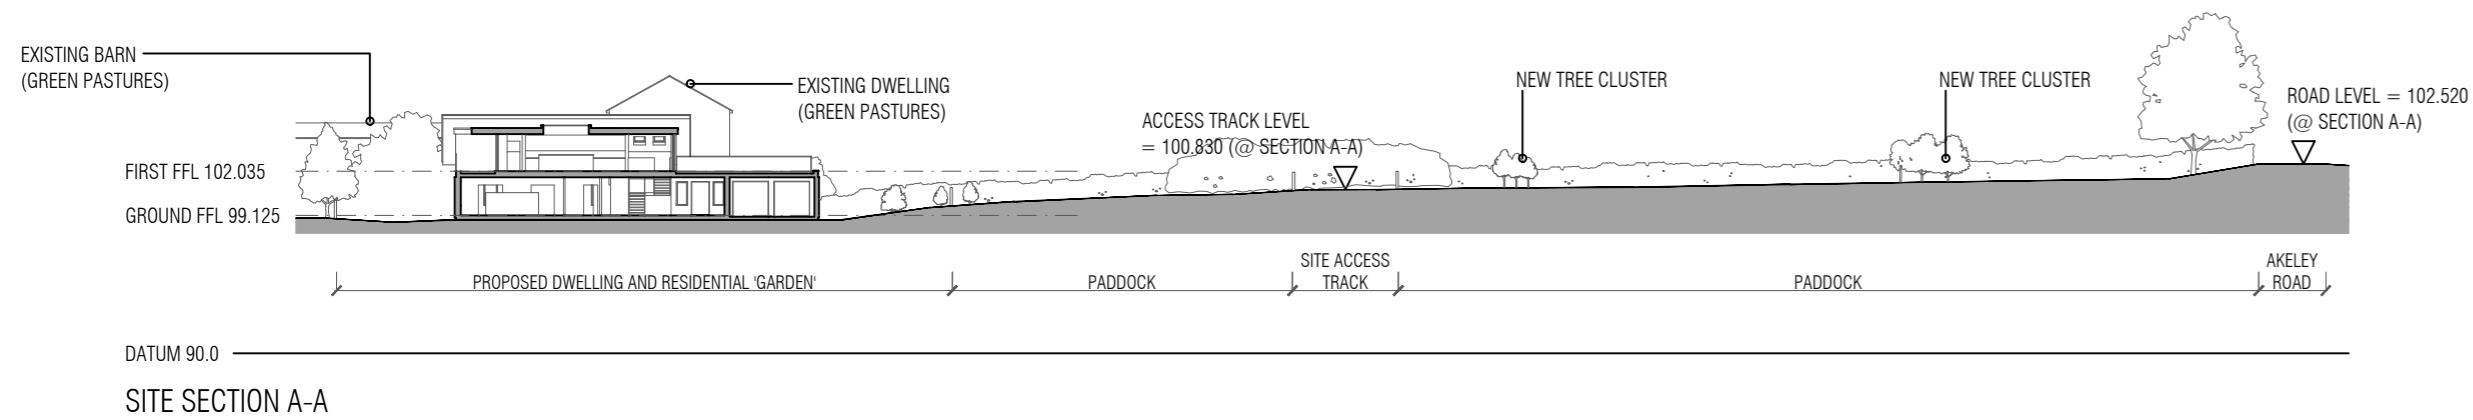 EXISTING BARN
(GREEN PASTURES)
EXISTING DWELLING
(GREEN PASTURES)
NEW TREE CLUSTER
NEW TREE CLUSTER
ROAD LEVEL = 102.520
(@ SECTION A-A)
ACCESS TRACK LEVEL
= 100.830 (@ SECTION A-A)
FIRST FFL 102.035
GROUND FFL 99.125
PROPOSED DWELLING AND RESIDENTIAL 'GARDEN'
PADDOCK
SITE ACCESS
TRACK
PADDOCK
AKELEY
ROAD
DATUM 90.0
SITE SECTION A-A